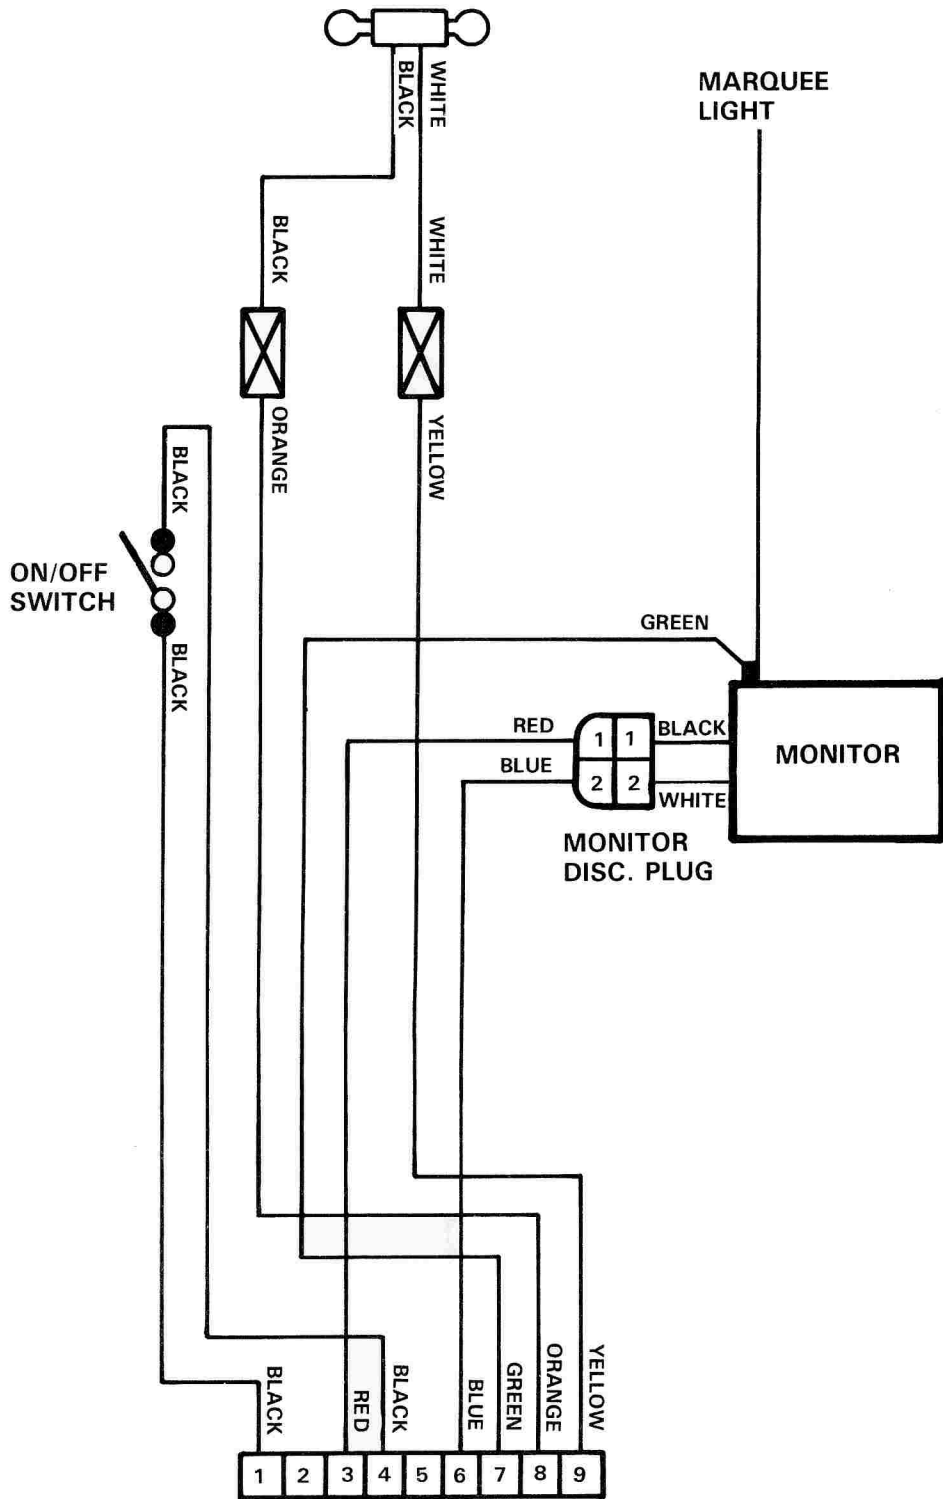 BLACK
WHITE
MARQUEE
LIGHT
BLACK
WHITE
ORANGE
YELLOW
BLACK
ON/OFF
SWITCH
BLACK
GREEN
RED
1 1
BLACK
MONITOR
BLUE
2 2
WHITE
MONITOR
DISC. PLUG
BLACK
RED
BLACK
BLUE
GREEN
ORANGE
YELLOW
1 2 3 4 5 6 7 8 9